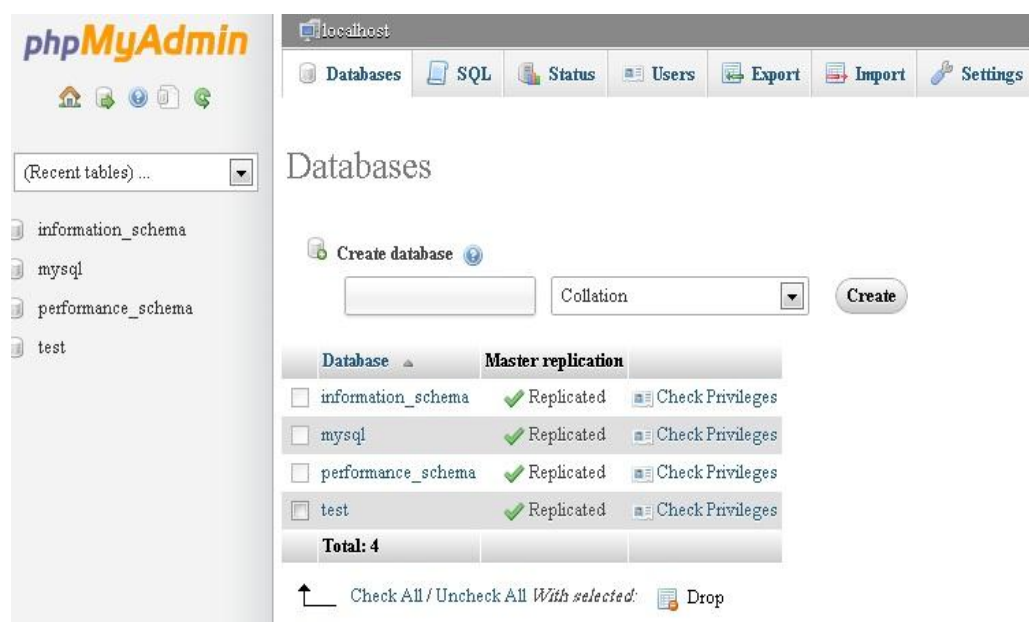 phpMyAdmin
(Recent tables) ...
information_schema
mysql
performance_schema
test
localhost
Databases SQL Status Users Export Import Settings
Databases
Create database
Collation Create
Database Master replication
information_schema Replicated Check Privileges
mysql Replicated Check Privileges
performance_schema Replicated Check Privileges
test Replicated Check Privileges
Total: 4
Check All / Uncheck All With selected: Drop